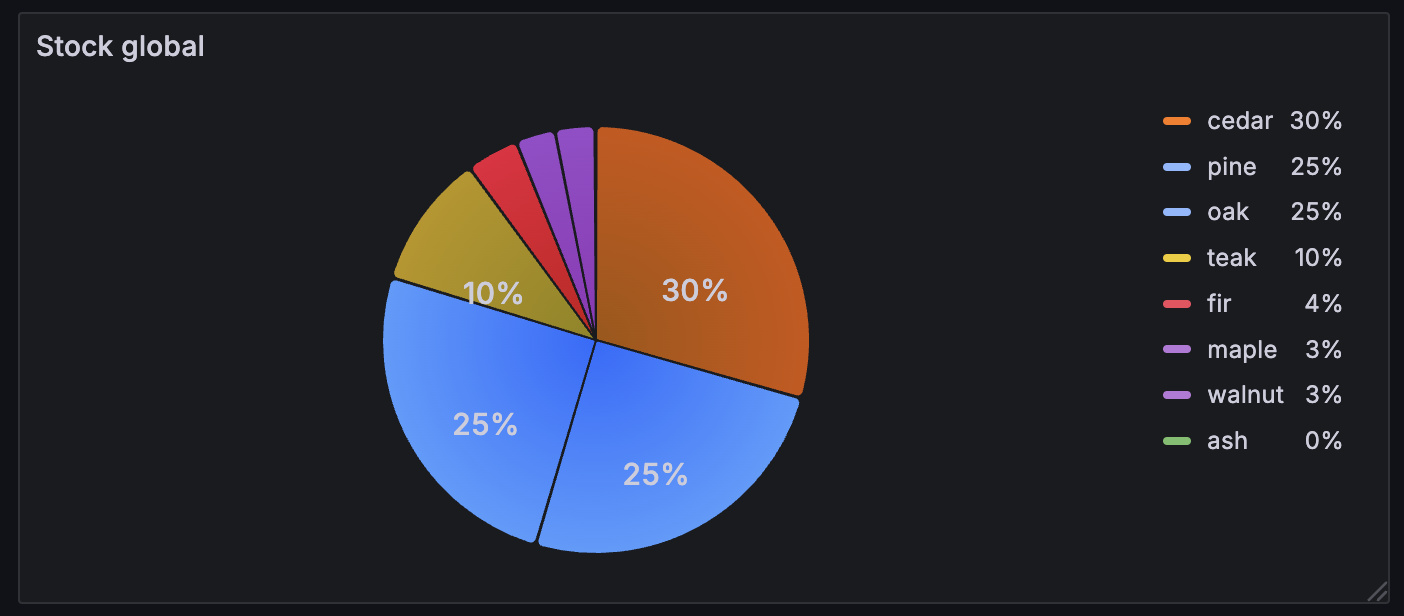 Stock global
30%
25%
25%
10%
cedar 30%
pine 25%
oak 25%
teak 10%
fir 4%
maple 3%
walnut 3%
ash 0%